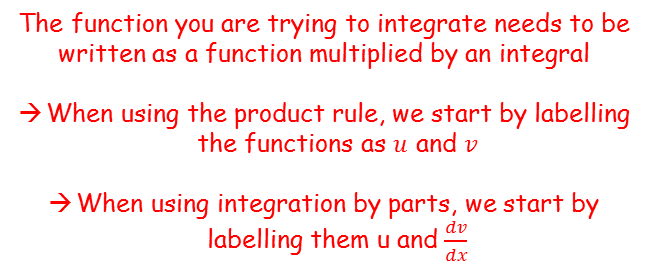 The function you are trying to integrate needs to be
written as a function multiplied by an integral
→ When using the product rule, we start by labelling
the functions as u and v
→ When using integration by parts, we start by
labelling them u and dv/dx